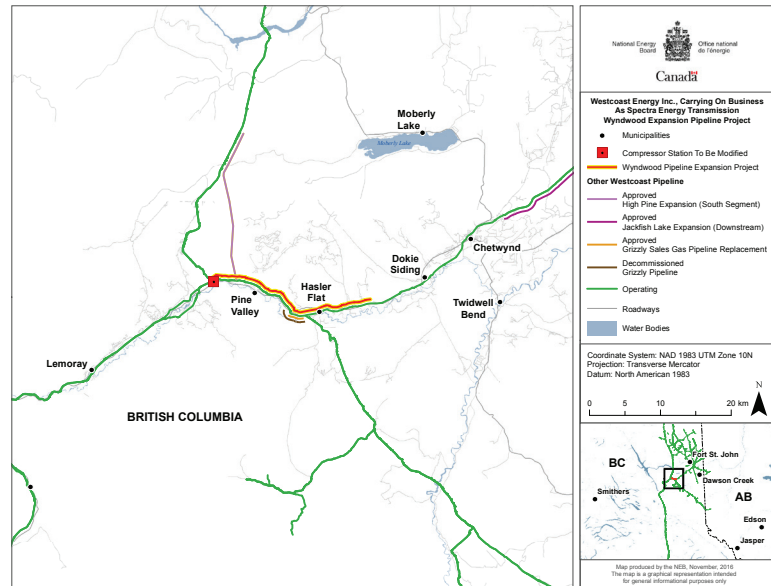 Moberly
Lake
Moberly Lake
Chetwynd
Dokie
Siding
Hasler
Flat
Pine
Valley
Twidwell
Bend
Lemoray
BRITISH COLUMBIA
National Energy
Board
Office national
de l'énergie
Canada
Westcoast Energy Inc., Carrying On Business
As Spectra Energy Transmission
Wyndwood Expansion Pipeline Project
Municipalities
Compressor Station To Be Modified
Wyndwood Pipeline Expansion Project
Other Westcoast Pipeline
Approved
High Pine Expansion (South Segment)
Approved
Jackfish Lake Expansion (Downstream)
Approved
Grizzly Sales Gas Pipeline Replacement
Decommissioned
Grizzly Pipeline
Operating
Roadways
Water Bodies
Coordinate System: NAD 1983 UTM Zone 10N
Projection: Transverse Mercator
Datum: North American 1983
N
0 10 20 km
Fort St. John
BC
Dawson Creek
Smithers
AB
Edson
Jasper
Map produced by the NEB, November, 2016
The map is a graphical representation intended
for general informational purposes only